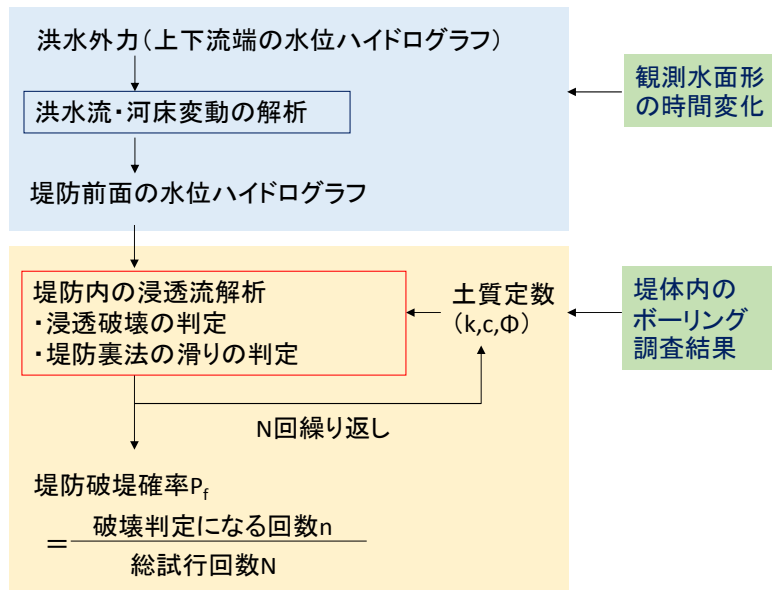 洪水外力(上下流端の水位ハイドログラフ)
洪水流・河床変動の解析
堤防前面の水位ハイドログラフ
観測水面形
の時間変化
堤防内の浸透流解析
・浸透破壊の判定
・堤防裏法の滑りの判定
土質定数
(k,c,Φ)
堤体内の
ボーリング
調査結果
N回繰り返し
堤防破堤確率Pf
＝
破壊判定になる回数n
総試行回数N